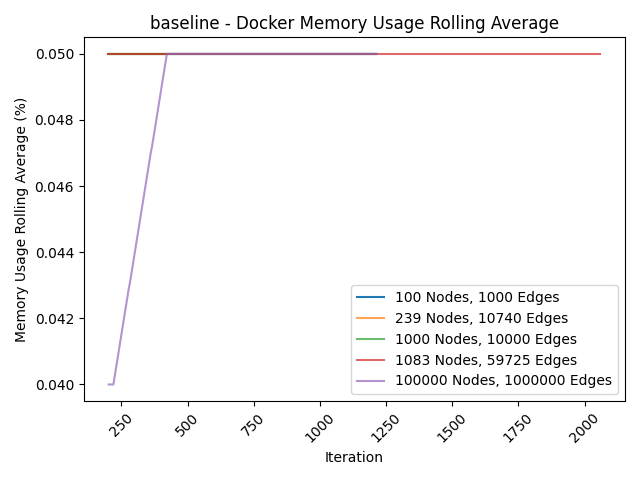 baseline - Docker Memory Usage Rolling Average
0.050
0.048
0.046
0.044
0.042
0.040
Memory Usage Rolling Average (%)
100 Nodes, 1000 Edges
239 Nodes, 10740 Edges
1000 Nodes, 10000 Edges
1083 Nodes, 59725 Edges
100000 Nodes, 1000000 Edges
250
500
750
1000
1250
1500
1750
2000
Iteration